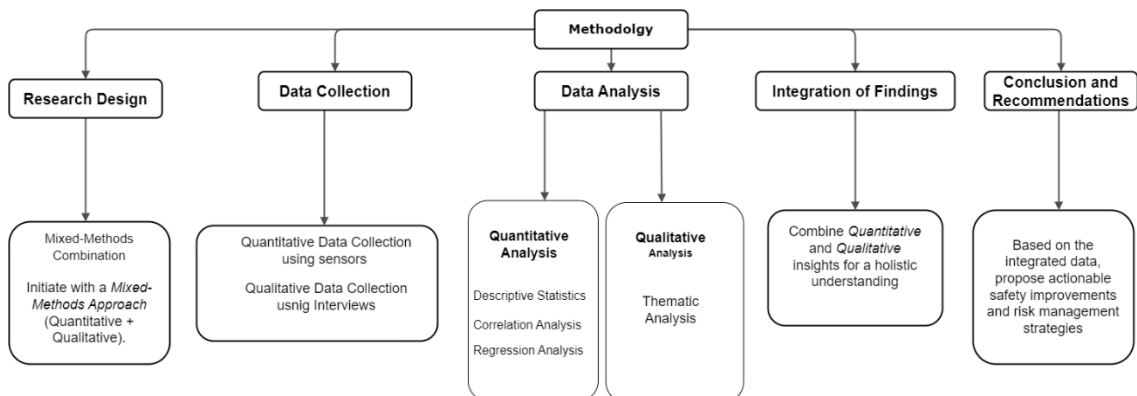 Methodolgy
Research Design
Data Collection
Data Analysis
Integration of Findings
Conclusion and
Recommendations
Mixed-Methods
Combination
Initiate with a Mixed-
Methods Approach
(Quantitative +
Qualitative).
Quantitative Data Collection
using sensors
Qualitative Data Collection
usnig Interviews
Quantitative
Analysis
Descriptive Statistics
Correlation Analysis
Regression Analysis
Qualitative
Analysis
Thematic
Analysis
Combine Quantitative
and Qualitative
insights for a holistic
understanding
Based on the
integrated data,
propose actionable
safety improvements
and risk management
strategies